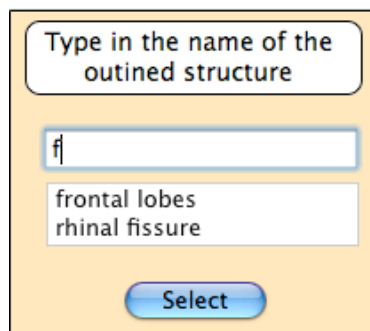 Type in the name of the
outined structure
f
frontal lobes
rhinal fissure
Select